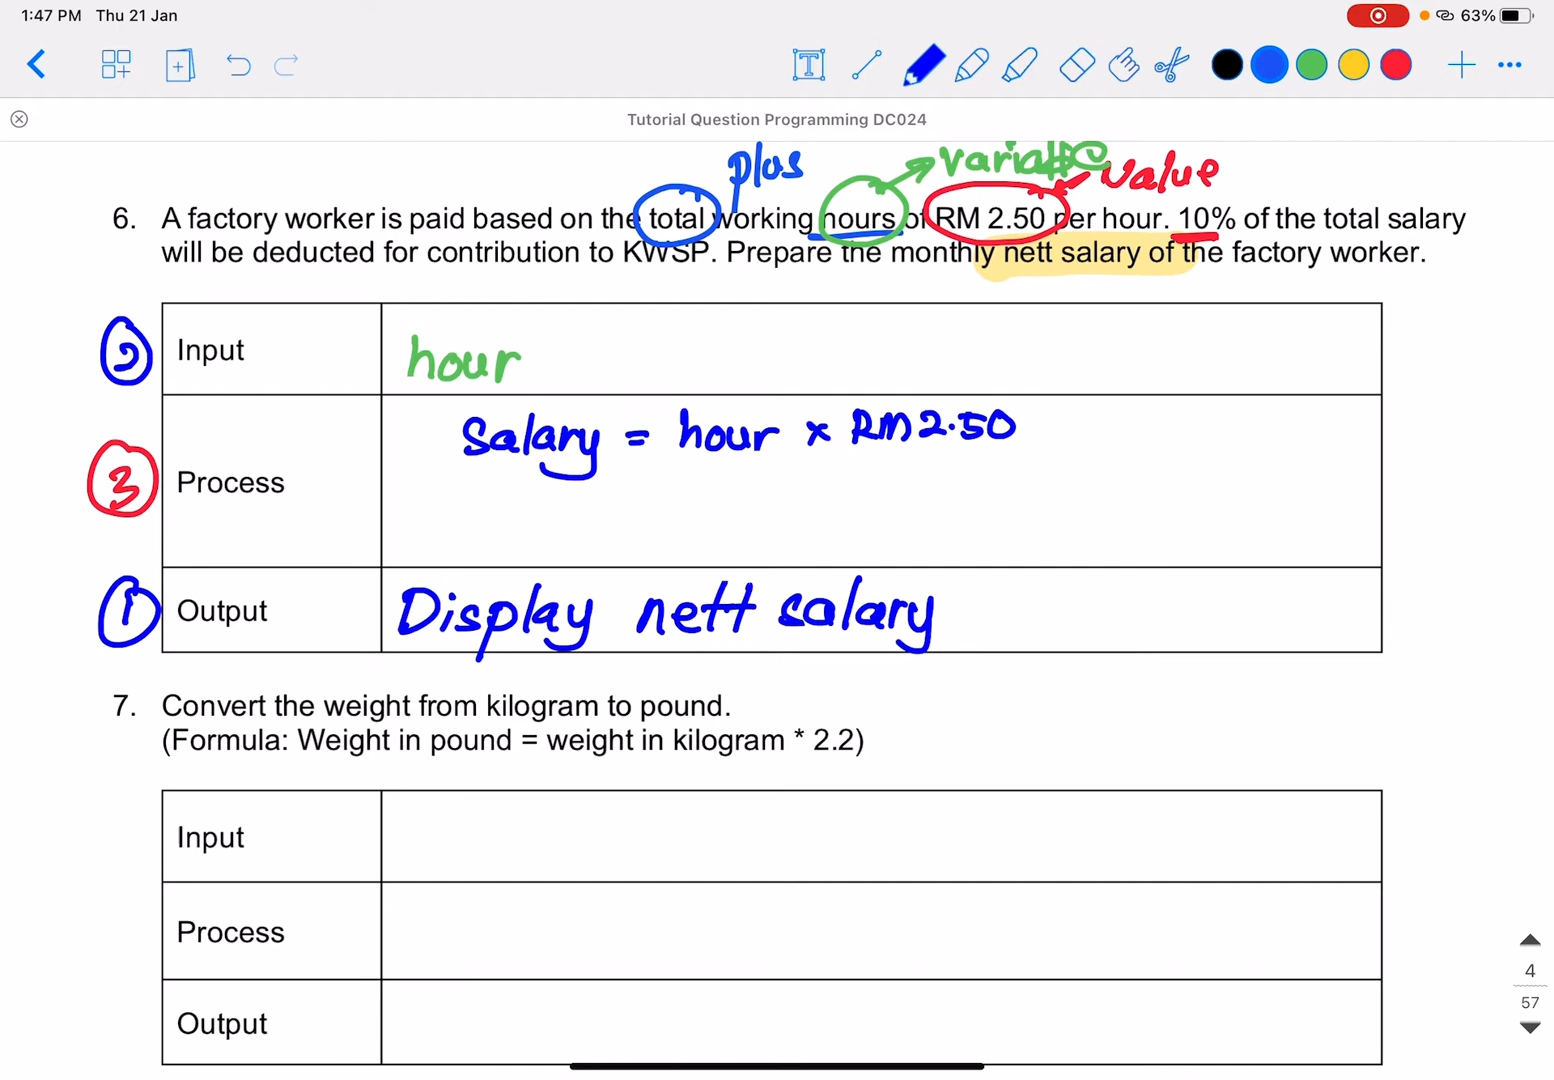 1:47 PM Thu 21 Jan
63%
Tutorial Question Programming DC024
plus
variable
value
6. A factory worker is paid based on the total working hours of RM 2.50 per hour. 10% of the total salary
will be deducted for contribution to KWSP. Prepare the monthly nett salary of the factory worker.
2 Input hour
Salary = hour × RM2.50
3 Process
1 Output Display nett salary
7. Convert the weight from kilogram to pound.
(Formula: Weight in pound = weight in kilogram * 2.2)
Input
Process
Output
4
57